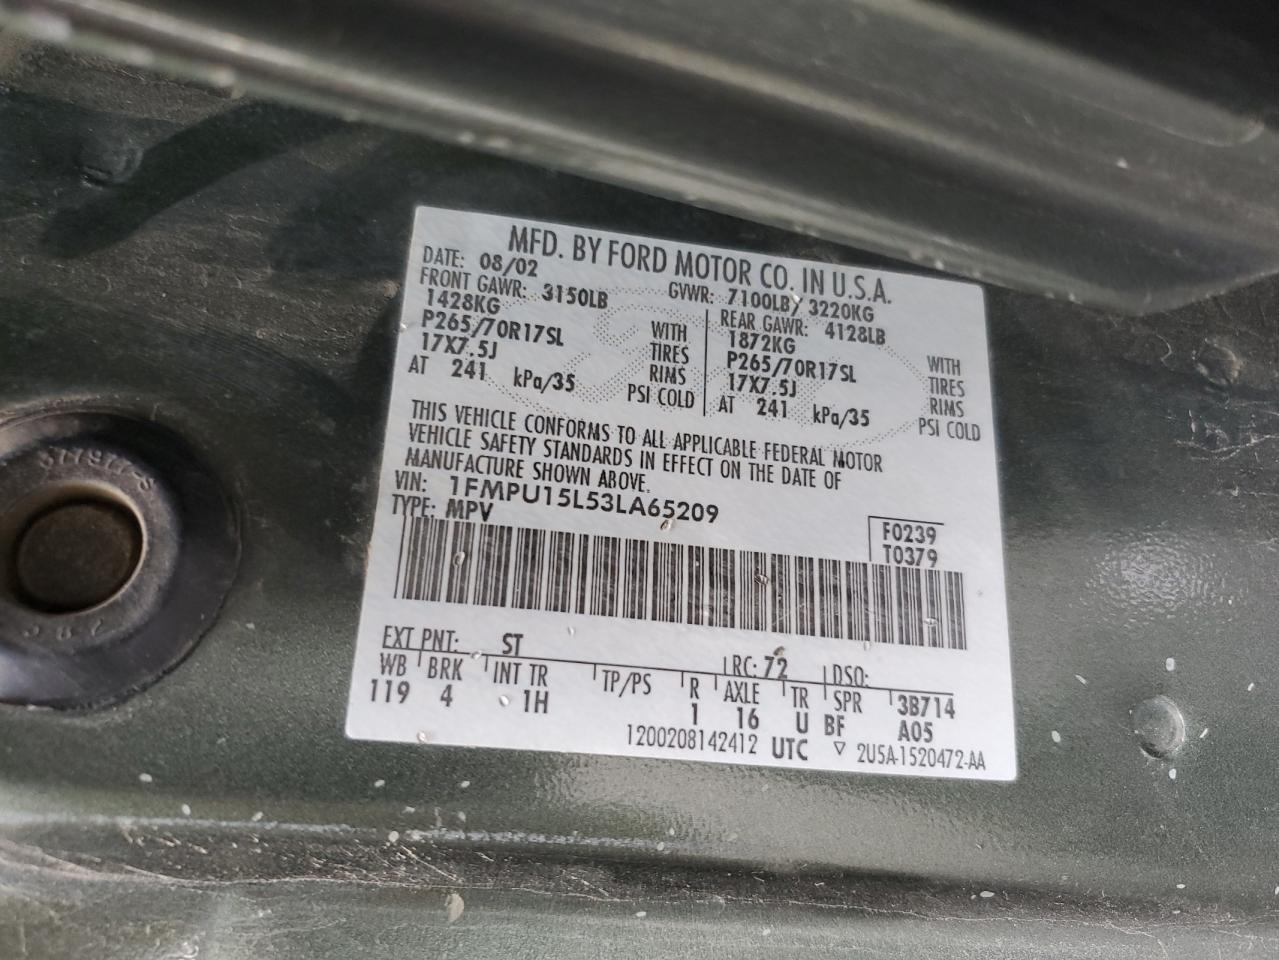 MFD. BY FORD MOTOR CO. IN U.S.A.
DATE: 08/02 GVWR: 7100LB/ 3220KG
FRONT GAWR: 3150LB REAR GAWR: 4128LB
1428KG WITH 1872KG WITH
P265/70R17SL TIRES P265/70R17SL TIRES
17X7.5J RIMS 17X7.5J RIMS
AT 241 kPa/35 PSI COLD AT 241 kPa/35 PSI COLD
THIS VEHICLE CONFORMS TO ALL APPLICABLE FEDERAL MOTOR
VEHICLE SAFETY STANDARDS IN EFFECT ON THE DATE OF
MANUFACTURE SHOWN ABOVE.
VIN: 1FMPU15L53LA65209
TYPE: MPV
F0239
T0379
EXT PNT: ST RC: 72 DSO:
WB BRK INT TR TP/PS R AXLE TR SPR 3B714
119 4 1H 1 16 U BF A05
1200208142412 UTC ▽ 2U5A-1520472-AA